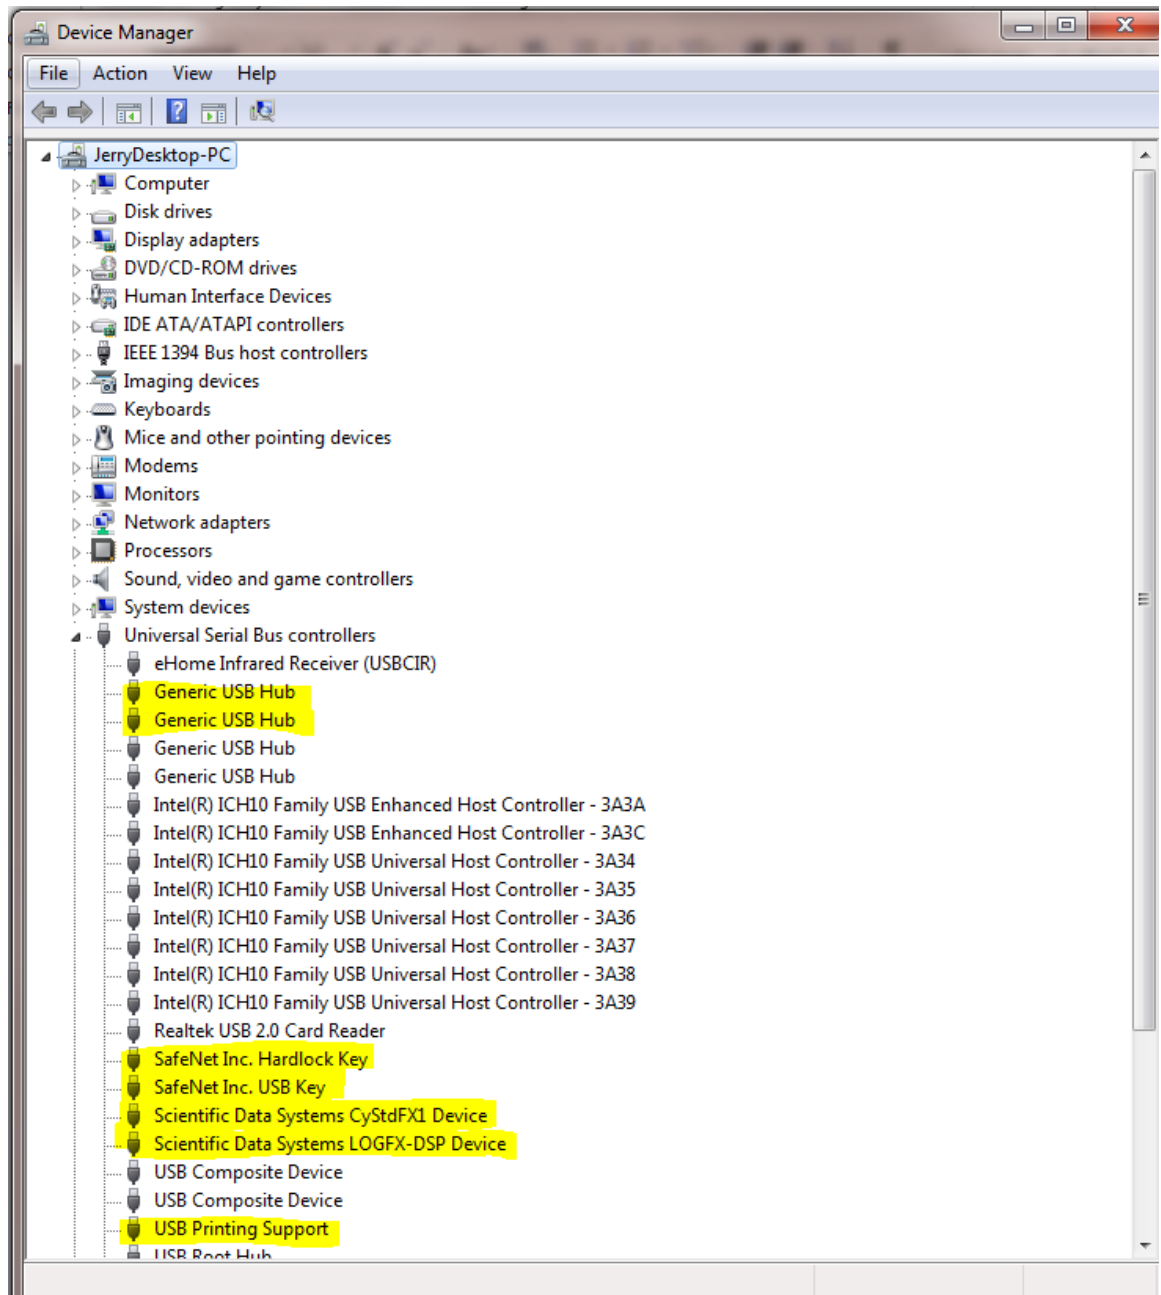 Device Manager
File Action View Help
JerryDesktop-PC
Computer
Disk drives
Display adapters
DVD/CD-ROM drives
Human Interface Devices
IDE ATA/ATAPI controllers
IEEE 1394 Bus host controllers
Imaging devices
Keyboards
Mice and other pointing devices
Modems
Monitors
Network adapters
Processors
Sound, video and game controllers
System devices
Universal Serial Bus controllers
eHome Infrared Receiver (USBCIR)
Generic USB Hub
Generic USB Hub
Generic USB Hub
Generic USB Hub
Intel(R) ICH10 Family USB Enhanced Host Controller - 3A3A
Intel(R) ICH10 Family USB Enhanced Host Controller - 3A3C
Intel(R) ICH10 Family USB Universal Host Controller - 3A34
Intel(R) ICH10 Family USB Universal Host Controller - 3A35
Intel(R) ICH10 Family USB Universal Host Controller - 3A36
Intel(R) ICH10 Family USB Universal Host Controller - 3A37
Intel(R) ICH10 Family USB Universal Host Controller - 3A38
Intel(R) ICH10 Family USB Universal Host Controller - 3A39
Realtek USB 2.0 Card Reader
SafeNet Inc. Hardlock Key
SafeNet Inc. USB Key
Scientific Data Systems CyStdFX1 Device
Scientific Data Systems LOGFX-DSP Device
USB Composite Device
USB Composite Device
USB Printing Support
USB Root Hub